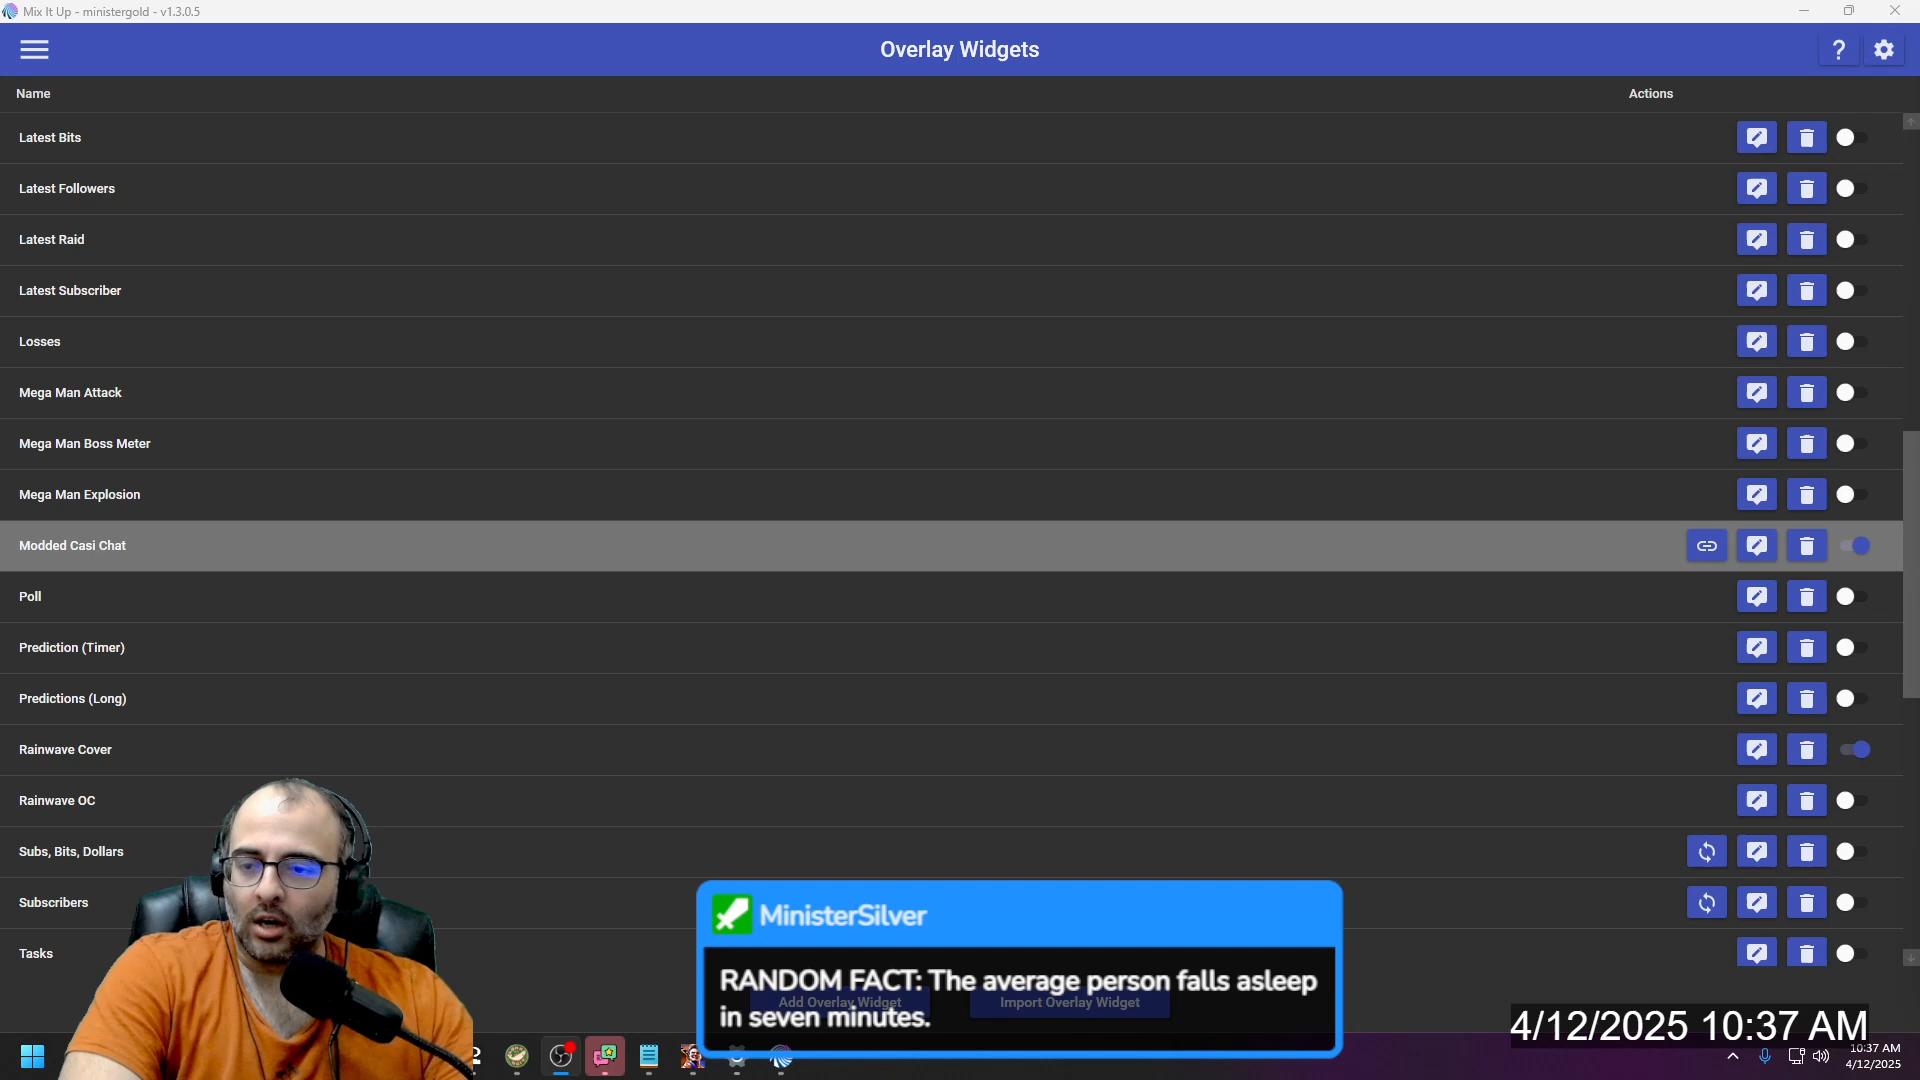 Mix It Up - ministergold - v1.3.0.5
Overlay Widgets
Name
Actions
Latest Bits
Latest Followers
Latest Raid
Latest Subscriber
Losses
Mega Man Attack
Mega Man Boss Meter
Mega Man Explosion
Modded Casi Chat
Poll
Prediction (Timer)
Predictions (Long)
Rainwave Cover
Rainwave OC
Subs, Bits, Dollars
Subscribers
Tasks
MinisterSilver
RANDOM FACT: The average person falls asleep
in seven minutes.
Add Overlay Widget
Import Overlay Widget
4/12/2025 10:37 AM
10:37 AM
4/12/2025